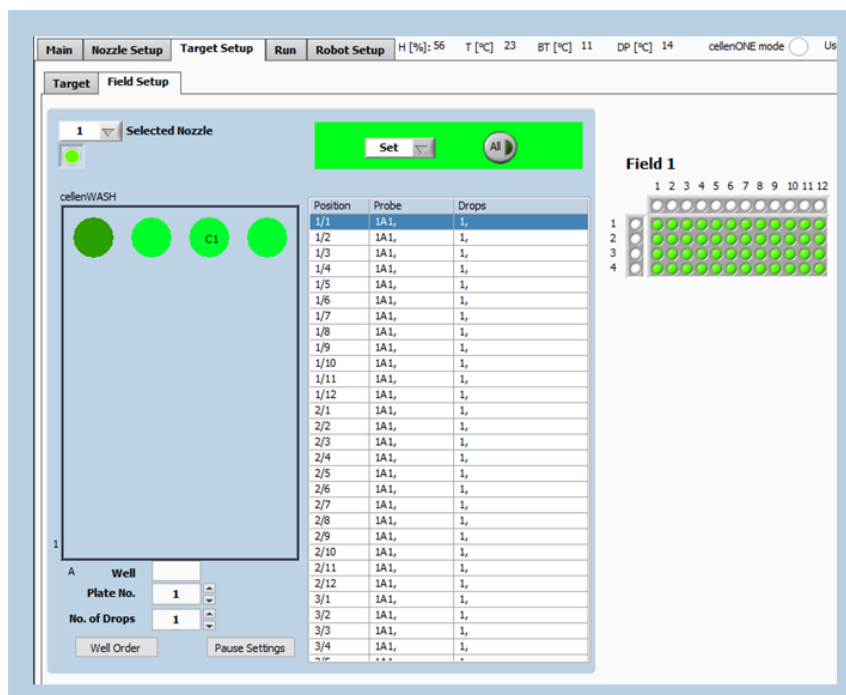 Main Nozzle Setup Target Setup Run Robot Setup H [%]: 56 T [°C] 23 BT [°C] 11 DP [°C] 14 cellenONE mode Us
Target Field Setup
1 Selected Nozzle
Set All
Field 1
1 2 3 4 5 6 7 8 9 10 11 12
1
2
3
4
cellenWASH
C1
1
A
Position Probe Drops
1/1 1A1, 1,
1/2 1A1, 1,
1/3 1A1, 1,
1/4 1A1, 1,
1/5 1A1, 1,
1/6 1A1, 1,
1/7 1A1, 1,
1/8 1A1, 1,
1/9 1A1, 1,
1/10 1A1, 1,
1/11 1A1, 1,
1/12 1A1, 1,
2/1 1A1, 1,
2/2 1A1, 1,
2/3 1A1, 1,
2/4 1A1, 1,
2/5 1A1, 1,
2/6 1A1, 1,
2/7 1A1, 1,
2/8 1A1, 1,
2/9 1A1, 1,
2/10 1A1, 1,
2/11 1A1, 1,
2/12 1A1, 1,
3/1 1A1, 1,
3/2 1A1, 1,
3/3 1A1, 1,
3/4 1A1, 1,
Well
Plate No. 1
No. of Drops 1
Well Order Pause Settings